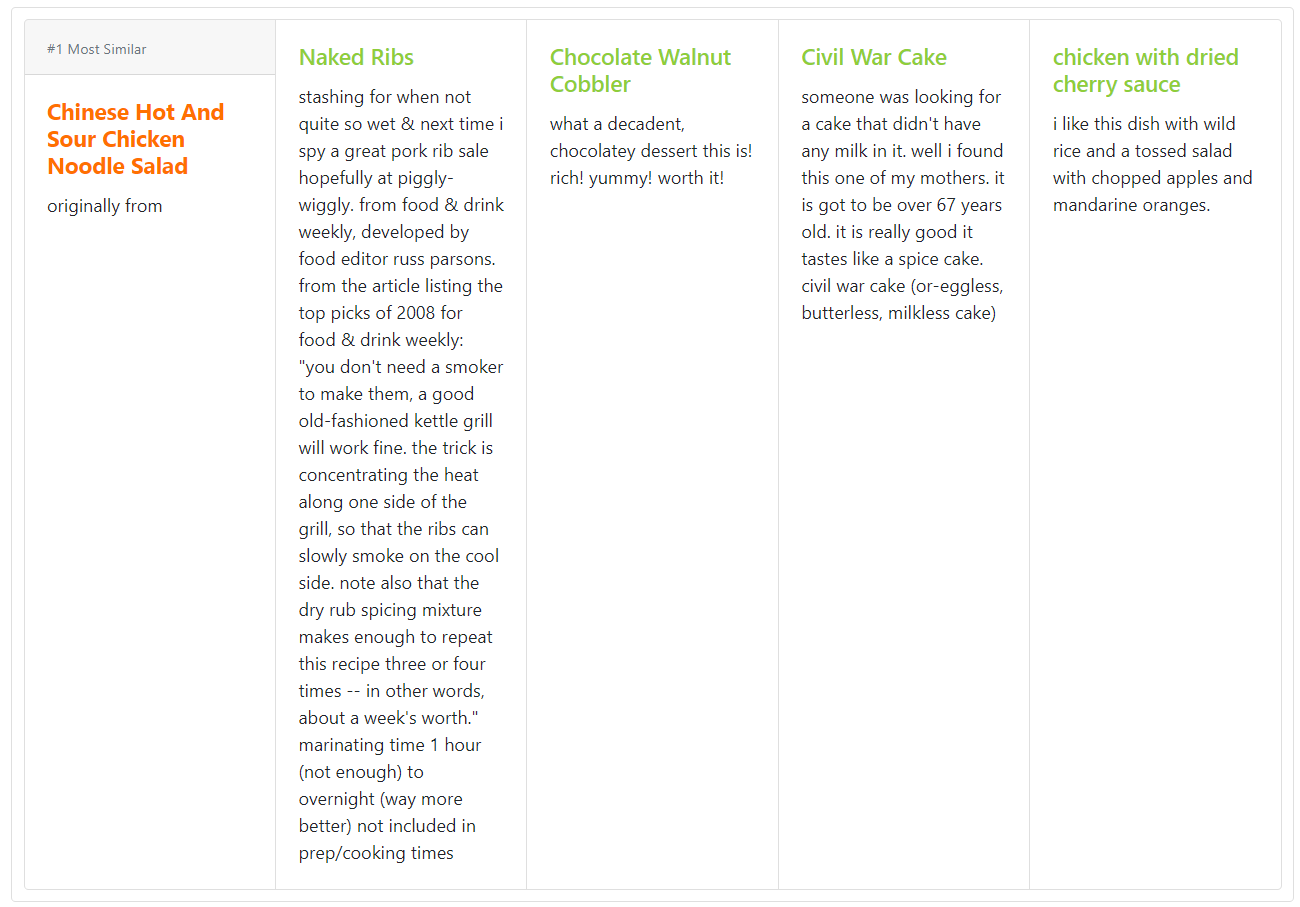 #1 Most Similar
Chinese Hot And
Sour Chicken
Noodle Salad
originally from
Naked Ribs
stashing for when not
quite so wet & next time i
spy a great pork rib sale
hopefully at piggly-
wiggly. from food & drink
weekly, developed by
food editor russ parsons.
from the article listing the
top picks of 2008 for
food & drink weekly:
"you don't need a smoker
to make them, a good
old-fashioned kettle grill
will work fine. the trick is
concentrating the heat
along one side of the
grill, so that the ribs can
slowly smoke on the cool
side. note also that the
dry rub spicing mixture
makes enough to repeat
this recipe three or four
times -- in other words,
about a week's worth."
marinating time 1 hour
(not enough) to
overnight (way more
better) not included in
prep/cooking times
Chocolate Walnut
Cobbler
what a decadent,
chocolatey dessert this is!
rich! yummy! worth it!
Civil War Cake
someone was looking for
a cake that didn't have
any milk in it. well i found
this one of my mothers. it
is got to be over 67 years
old. it is really good it
tastes like a spice cake.
civil war cake (or-eggless,
butterless, milkless cake)
chicken with dried
cherry sauce
i like this dish with wild
rice and a tossed salad
with chopped apples and
mandarine oranges.